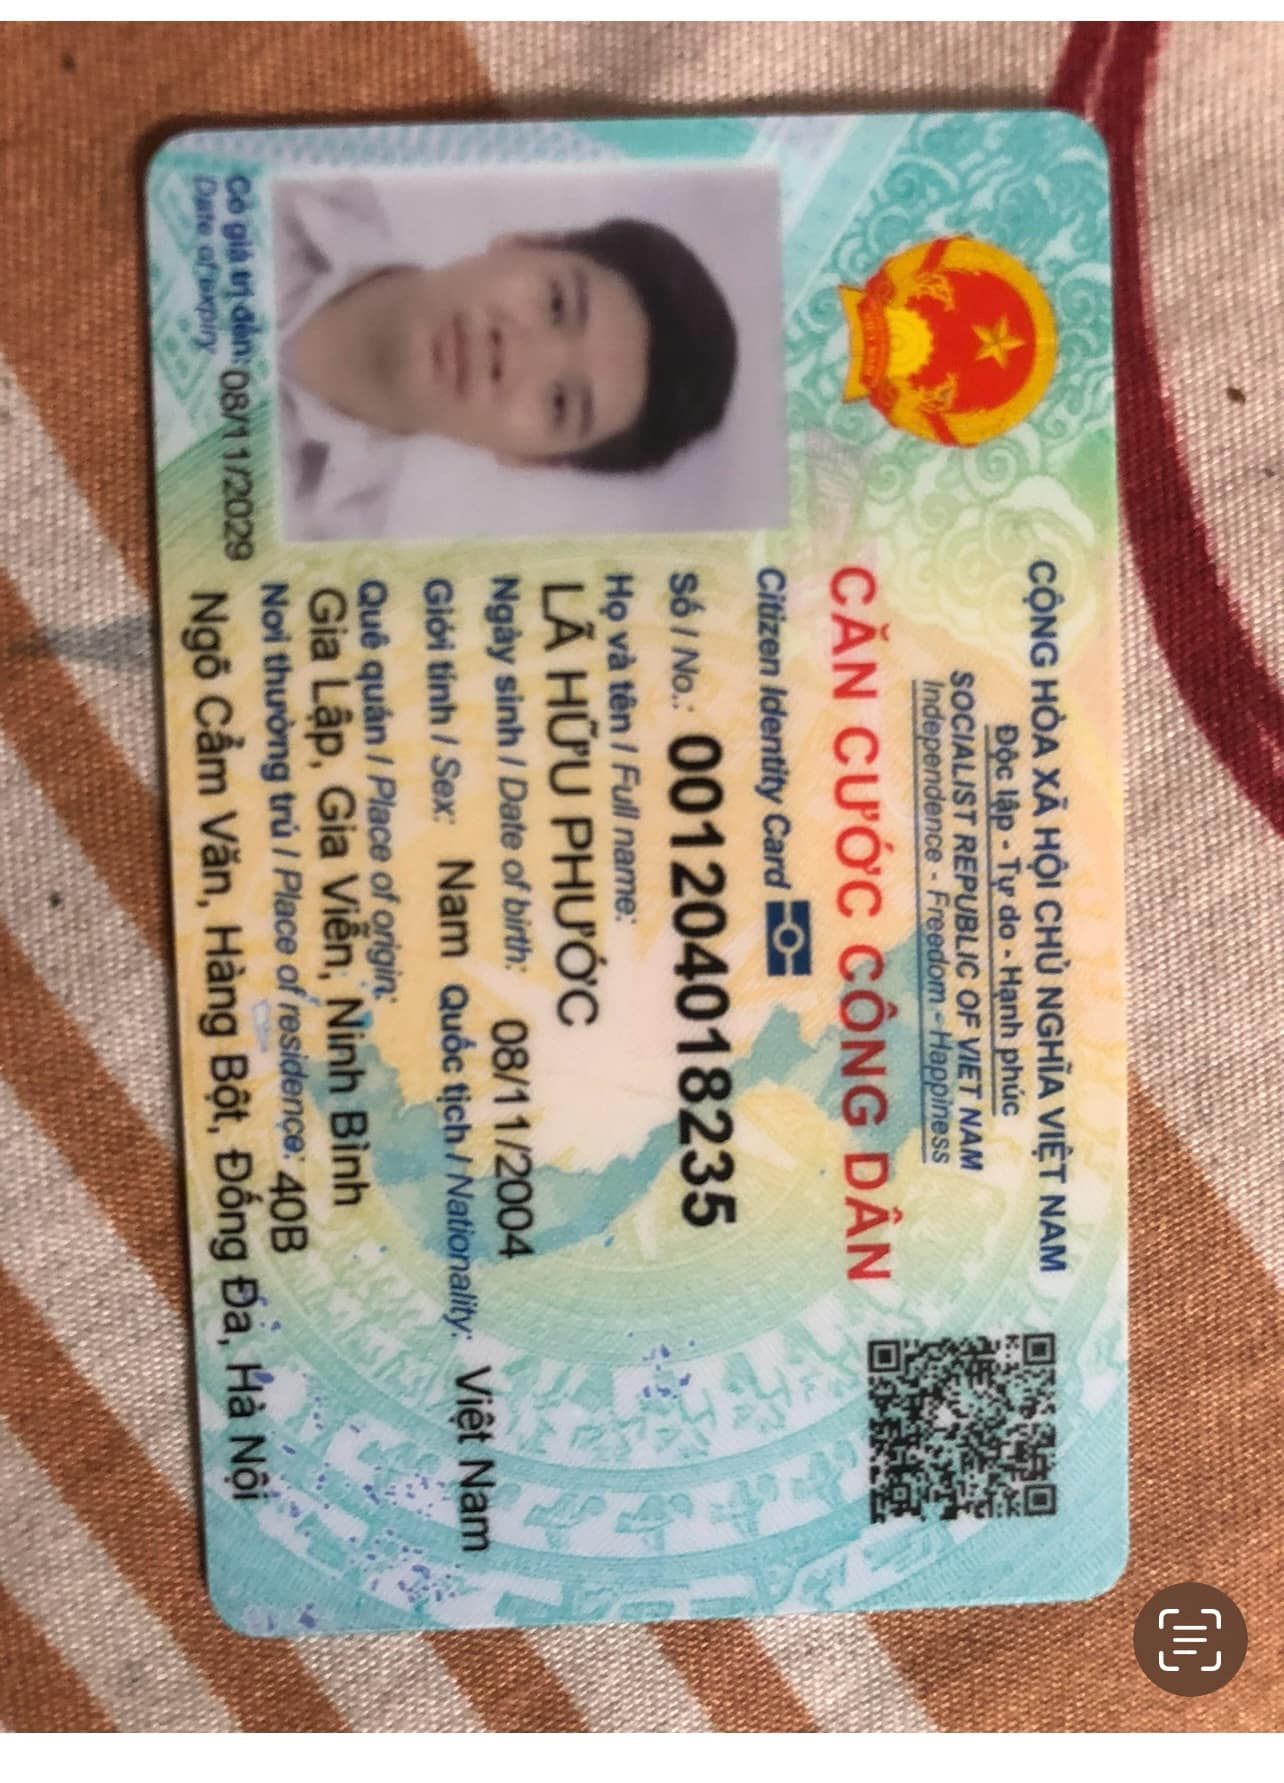 CỘNG HÒA XÃ HỘI CHỦ NGHĨA VIỆT NAM
Độc lập - Tự do - Hạnh phúc
SOCIALIST REPUBLIC OF VIET NAM
Independence - Freedom - Happiness
CĂN CƯỚC CÔNG DÂN
Citizen Identity Card
Số / No.: 001204018235
Họ và tên / Full name:
LÃ HỮU PHƯỚC
Ngày sinh / Date of birth: 08/11/2004
Giới tính / Sex: Nam Quốc tịch / Nationality: Việt Nam
Quê quán / Place of origin:
Gia Lập, Gia Viễn, Ninh Bình
Nơi thường trú / Place of residence: 40B
Ngõ Cẩm Văn, Hàng Bột, Đống Đa, Hà Nội
Có giá trị đến: 08/11/2029
Date of expiry